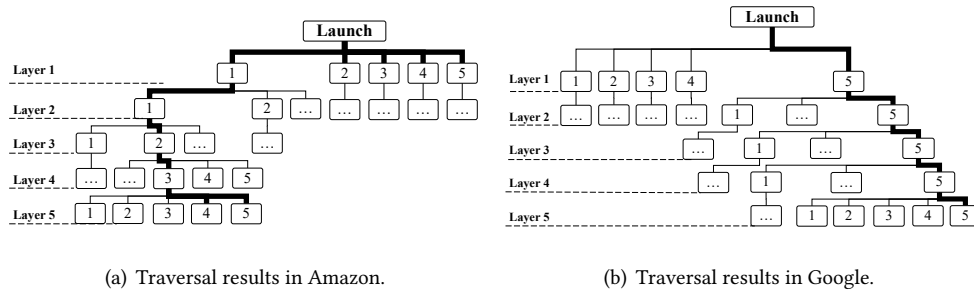 Launch
Layer 1
1 2 3 4 5
Layer 2
1 2 ... ... ... ... ...
Layer 3
1 2 ... ...
Layer 4
... ... 3 4 5
Layer 5
1 2 3 4 5
(a) Traversal results in Amazon.
Launch
Layer 1
1 2 3 4 5
Layer 2
... ... ... ... 1 ... 5
Layer 3
... 1 ... 5
Layer 4
... 1 ... 5
Layer 5
... 1 2 3 4 5
(b) Traversal results in Google.